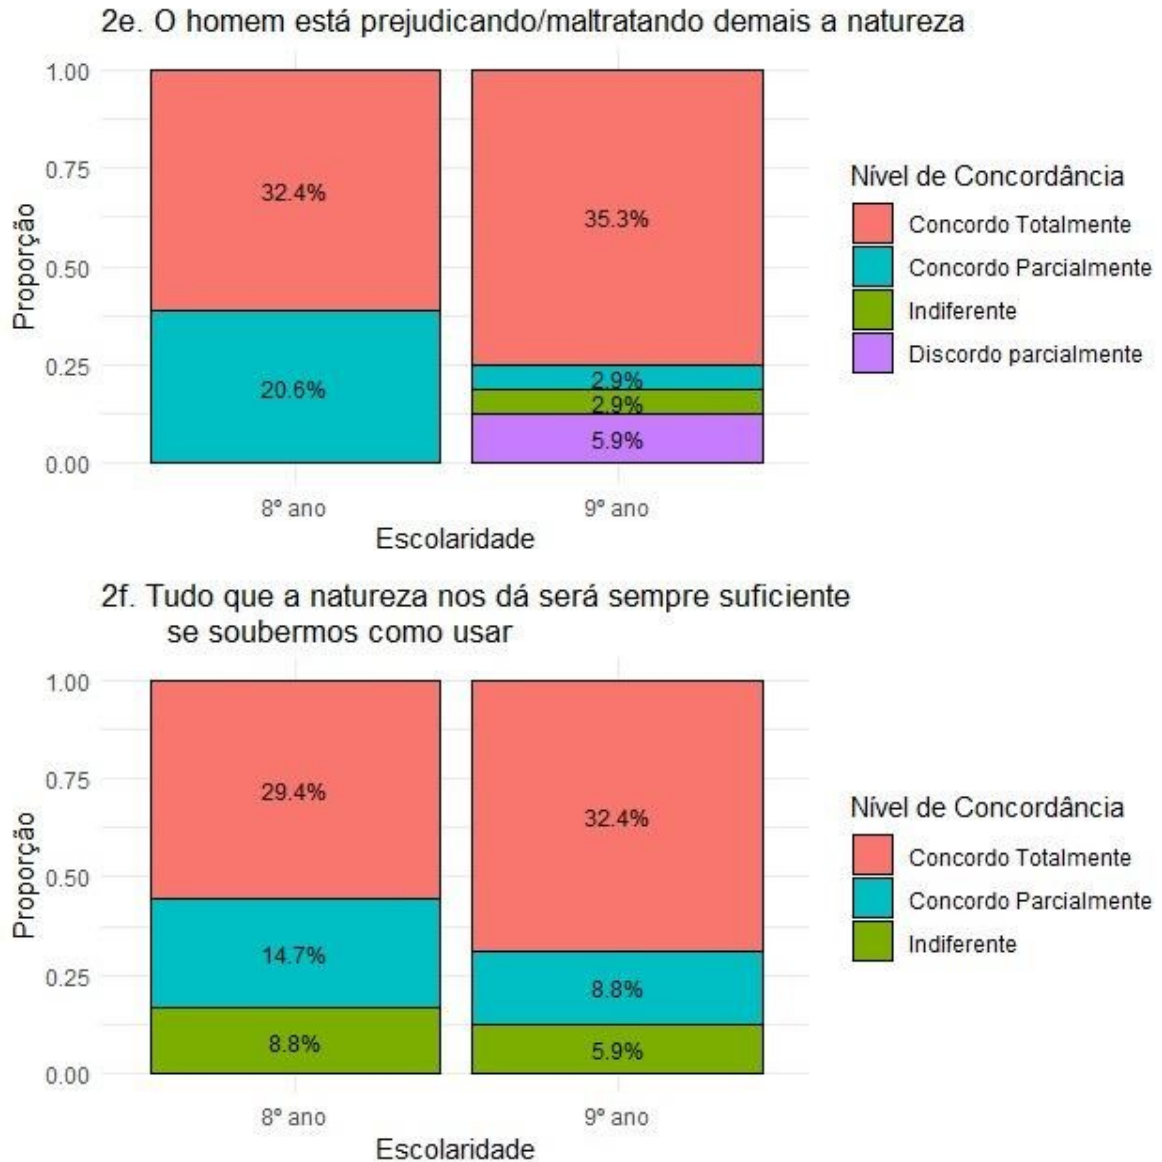 2e. O homem está prejudicando/maltratando demais a natureza
1.00
0.75
0.50
0.25
0.00
Proporção
32.4%
20.6%
35.3%
2.9%
2.9%
5.9%
8º ano
9º ano
Escolaridade
Nível de Concordância
Concordo Totalmente
Concordo Parcialmente
Indiferente
Discordo parcialmente
2f. Tudo que a natureza nos dá será sempre suficiente
se soubermos como usar
1.00
0.75
0.50
0.25
0.00
Proporção
29.4%
14.7%
8.8%
32.4%
8.8%
5.9%
8º ano
9º ano
Escolaridade
Nível de Concordância
Concordo Totalmente
Concordo Parcialmente
Indiferente